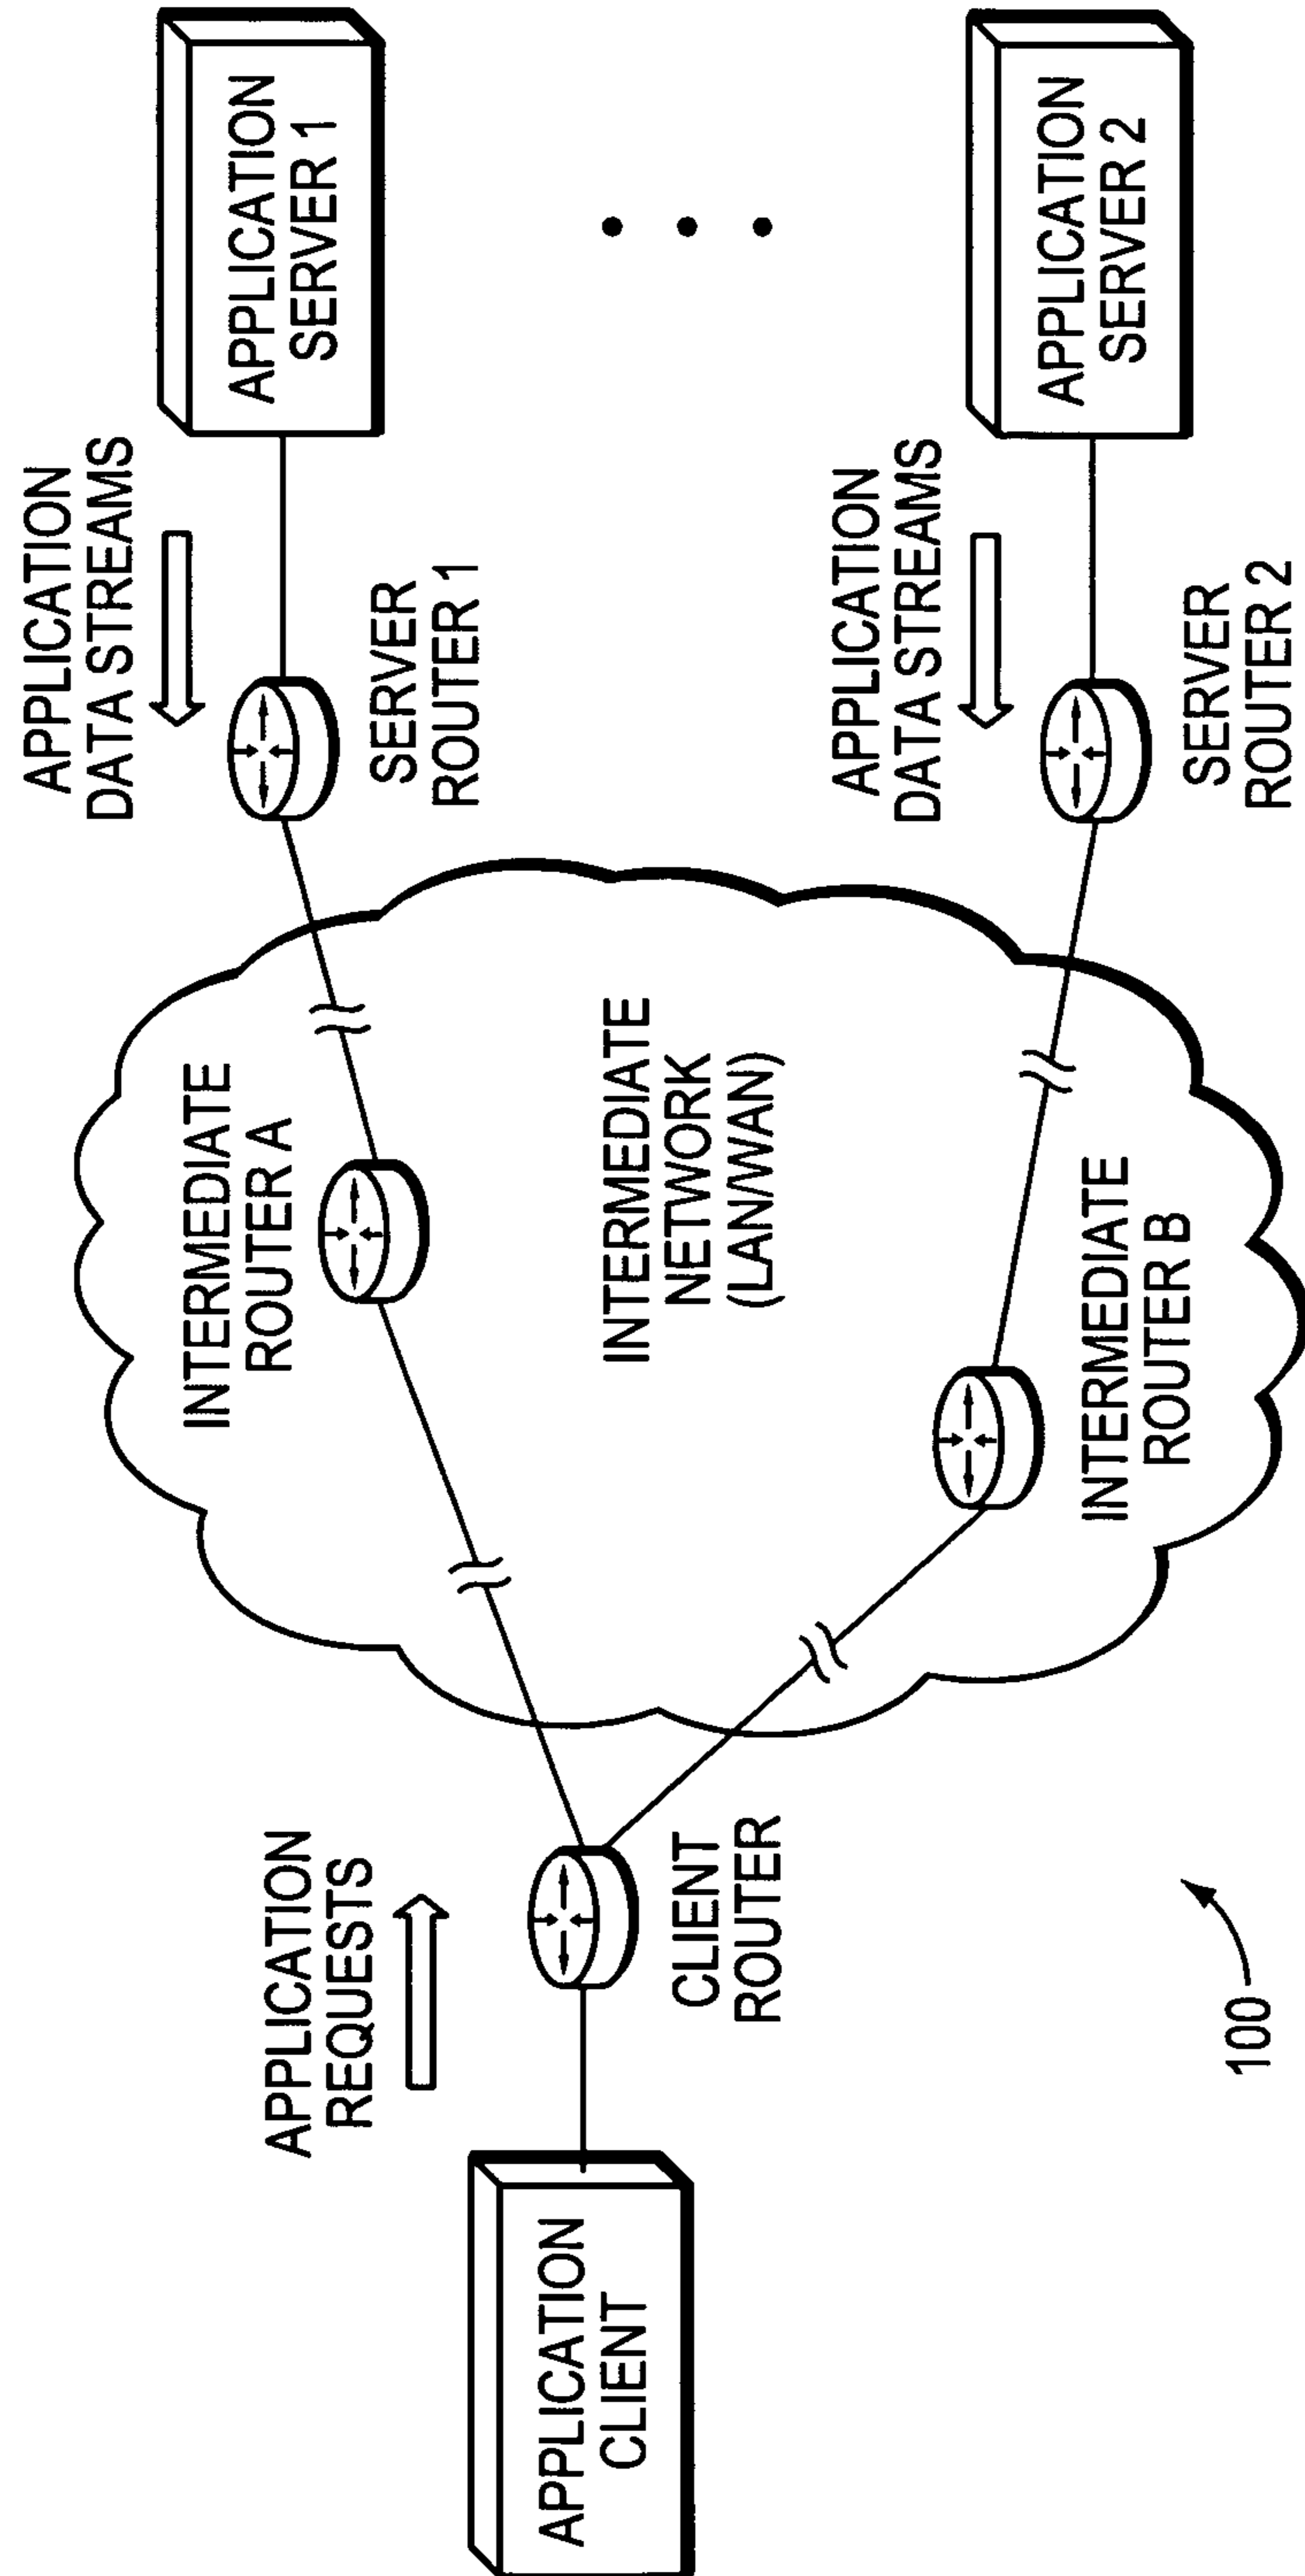 APPLICATION
CLIENT
APPLICATION
REQUESTS
CLIENT
ROUTER
100
INTERMEDIATE
ROUTER A
INTERMEDIATE
NETWORK
(LAN/WAN)
INTERMEDIATE
ROUTER B
APPLICATION
DATA STREAMS
SERVER
ROUTER 1
APPLICATION
SERVER 1
APPLICATION
DATA STREAMS
SERVER
ROUTER 2
APPLICATION
SERVER 2